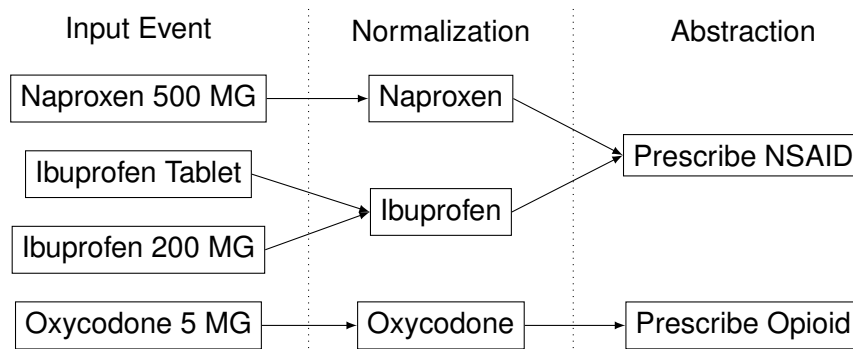 Input Event
Normalization
Abstraction
Naproxen 500 MG
Naproxen
Prescribe NSAID
Ibuprofen Tablet
Ibuprofen
Ibuprofen 200 MG
Oxycodone 5 MG
Oxycodone
Prescribe Opioid